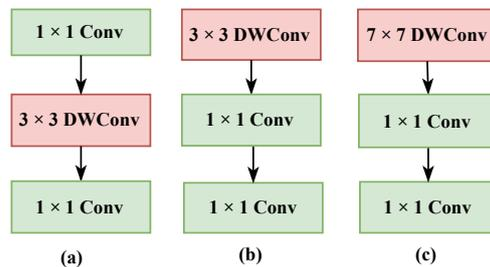 1 × 1 Conv
3 × 3 DWConv
1 × 1 Conv
(a)
3 × 3 DWConv
1 × 1 Conv
1 × 1 Conv
(b)
7 × 7 DWConv
1 × 1 Conv
1 × 1 Conv
(c)